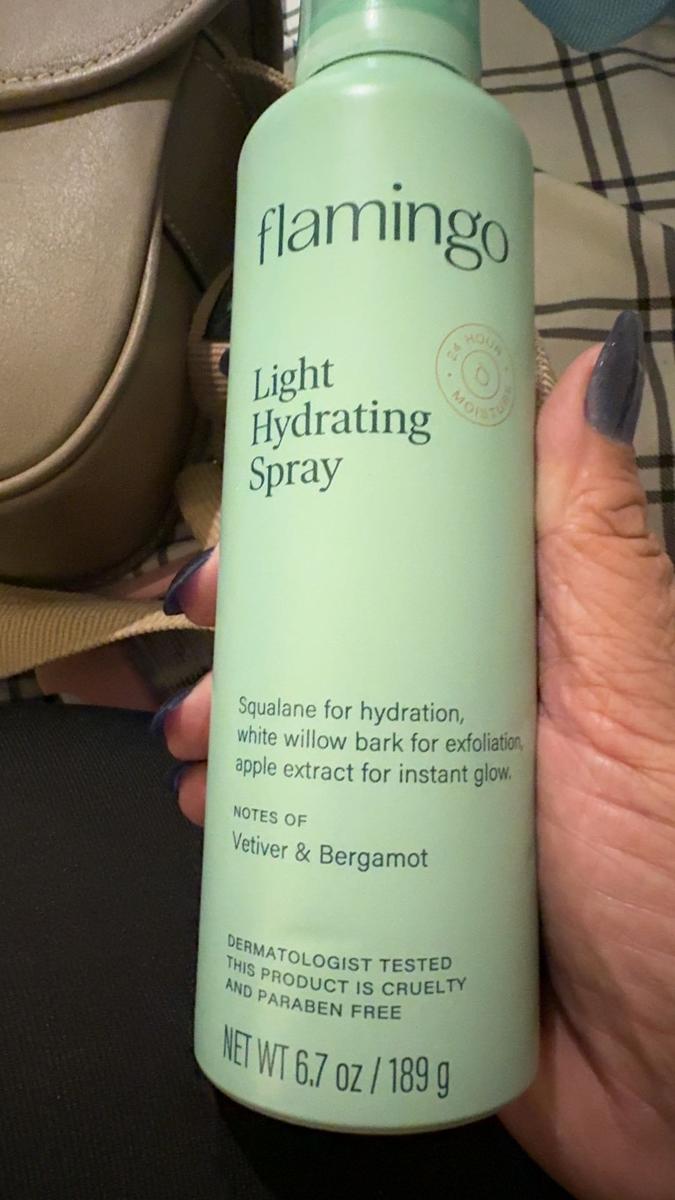 flamingo
24 HOUR
MOISTURE
Light
Hydrating
Spray
Squalane for hydration,
white willow bark for exfoliation,
apple extract for instant glow.
NOTES OF
Vetiver & Bergamot
DERMATOLOGIST TESTED
THIS PRODUCT IS CRUELTY
AND PARABEN FREE
NET WT 6.7 oz / 189 g